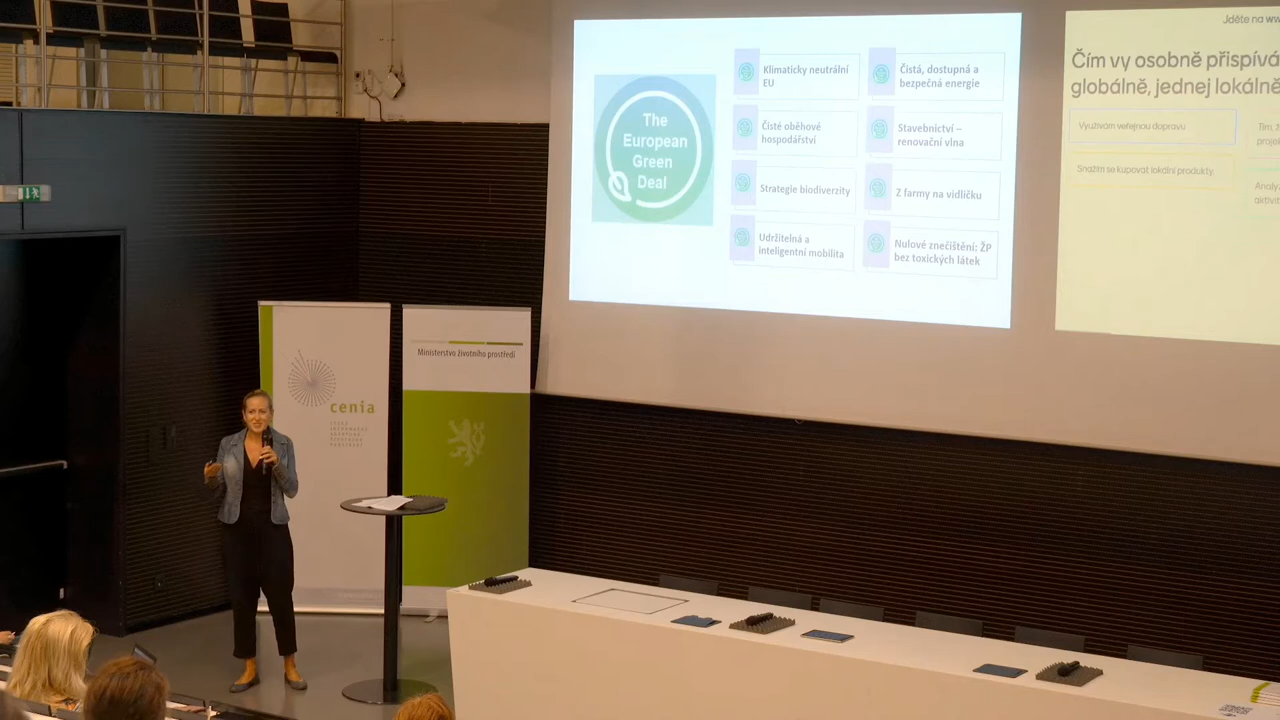 The
European
Green
Deal
Klimaticky neutrální
EU
Čistá, dostupná a
bezpečná energie
Čisté oběhové
hospodářství
Stavebnictví –
renovační vlna
Strategie biodiverzity
Z farmy na vidličku
Udržitelná a
inteligentní mobilita
Nulové znečištění: ŽP
bez toxických látek
Jděte na
Čím vy osobně přispívá
globálně, jednej lokálně
Využívám veřejnou dopravu
Snažím se kupovat lokální produkty.
cenia
Ministerstvo životního prostředí